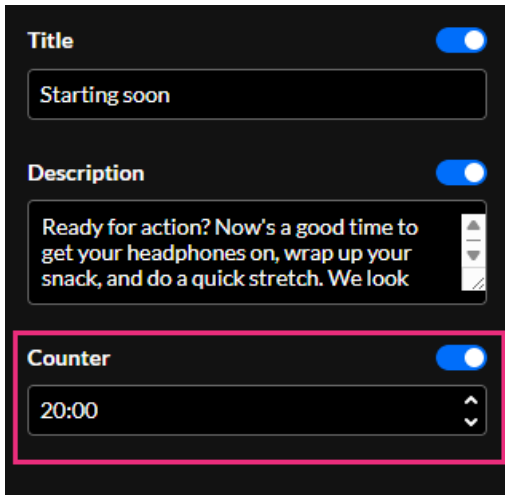 Title
Starting soon
Description
Ready for action? Now's a good time to
get your headphones on, wrap up your
snack, and do a quick stretch. We look
Counter
20:00